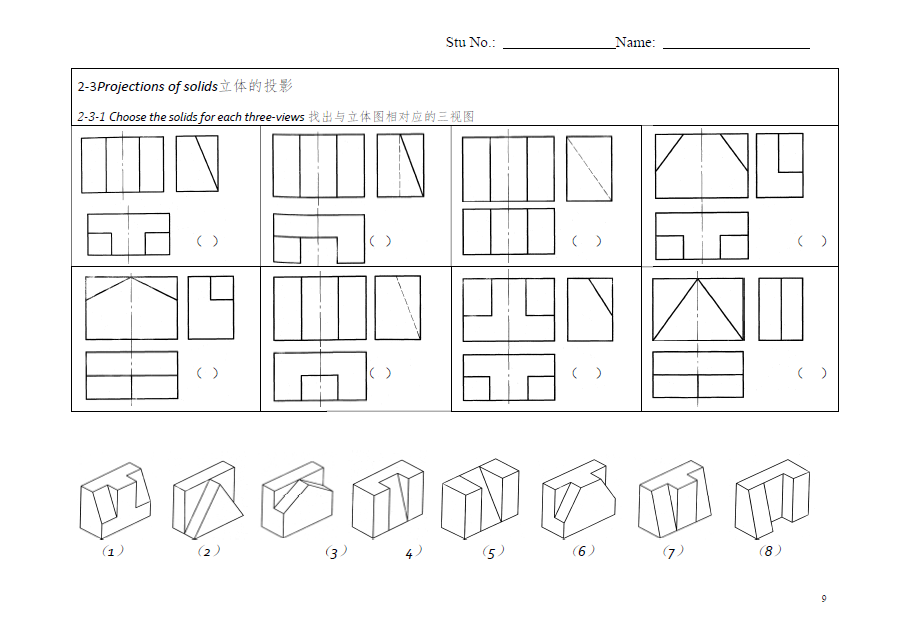 Stu No.: ________________Name: _____________________
2-3Projections of solids立体的投影
2-3-1 Choose the solids for each three-views 找出与立体图相对应的三视图
( ) ( ) ( ) ( )
( ) ( ) ( ) ( )
(1) (2) (3) 4) (5) (6) (7) (8)
9